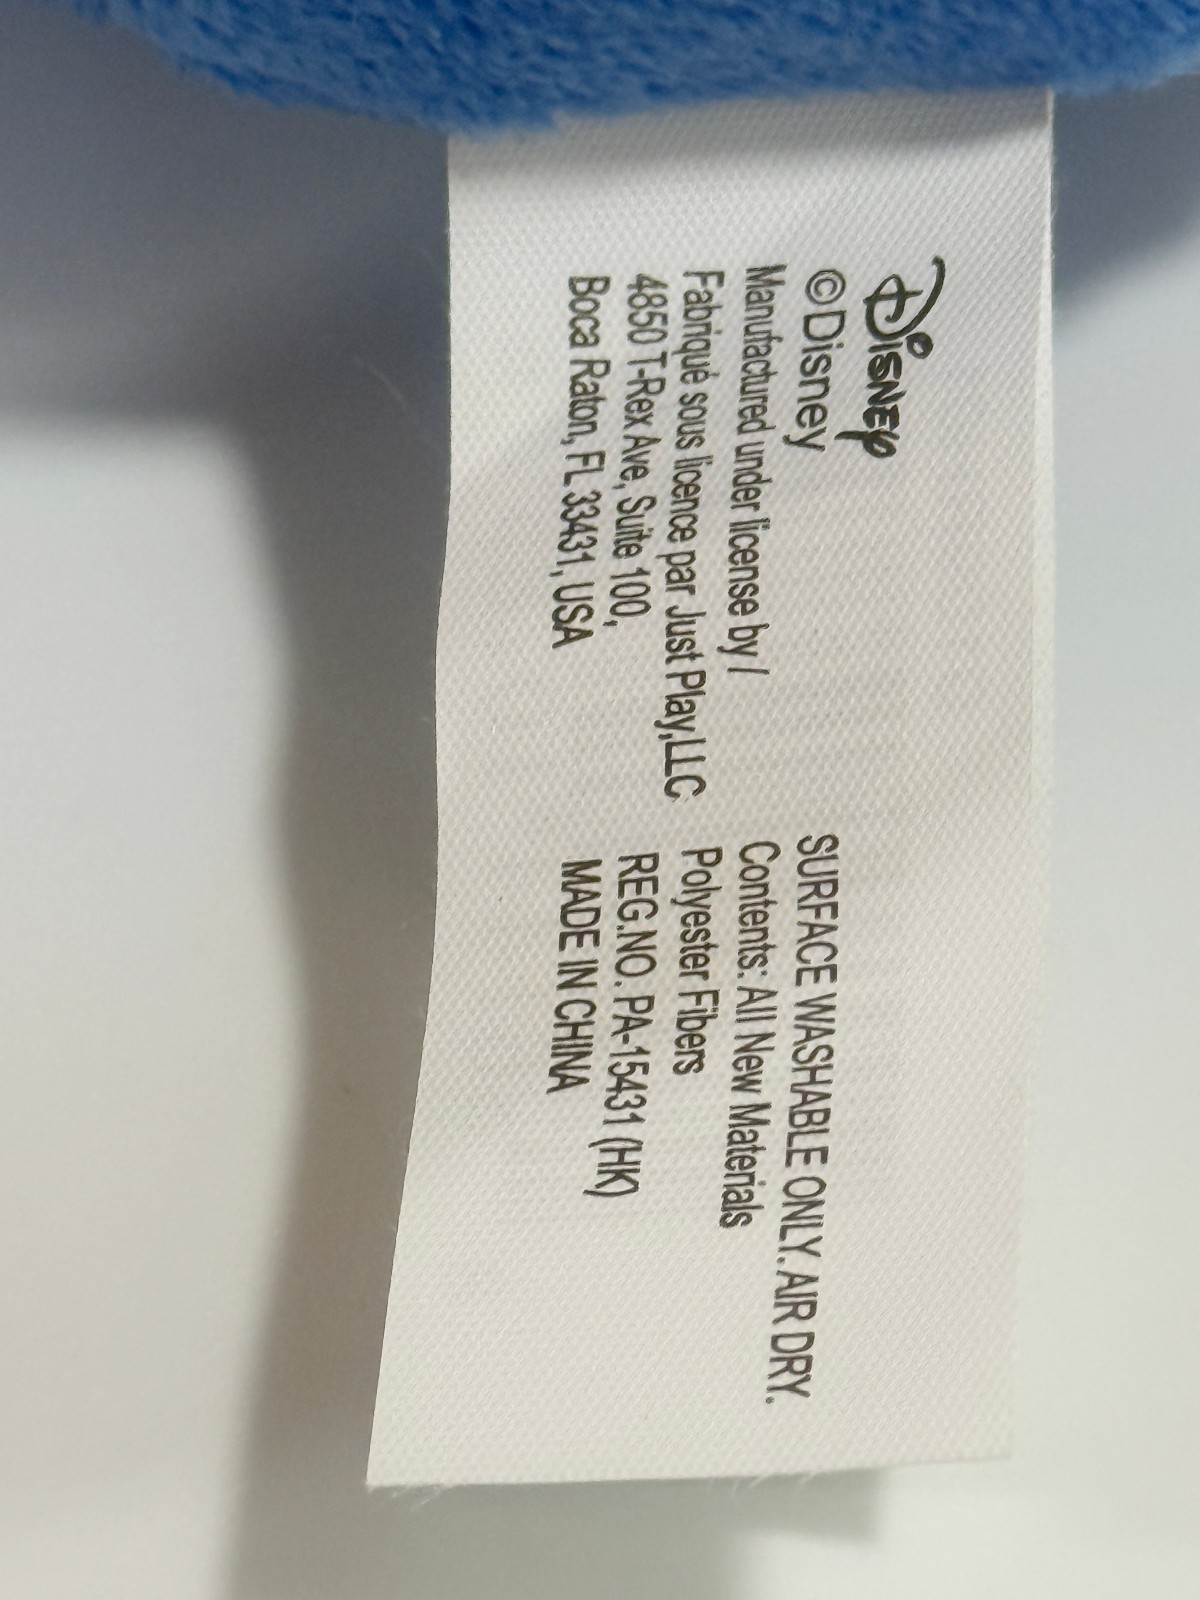 Disney
©Disney
Manufactured under license by /
Fabriqué sous licence par Just Play,LLC
4850 T-Rex Ave, Suite 100,
Boca Raton, FL 33431, USA
SURFACE WASHABLE ONLY. AIR DRY.
Contents: All New Materials
Polyester Fibers
REG.NO. PA-15431 (HK)
MADE IN CHINA